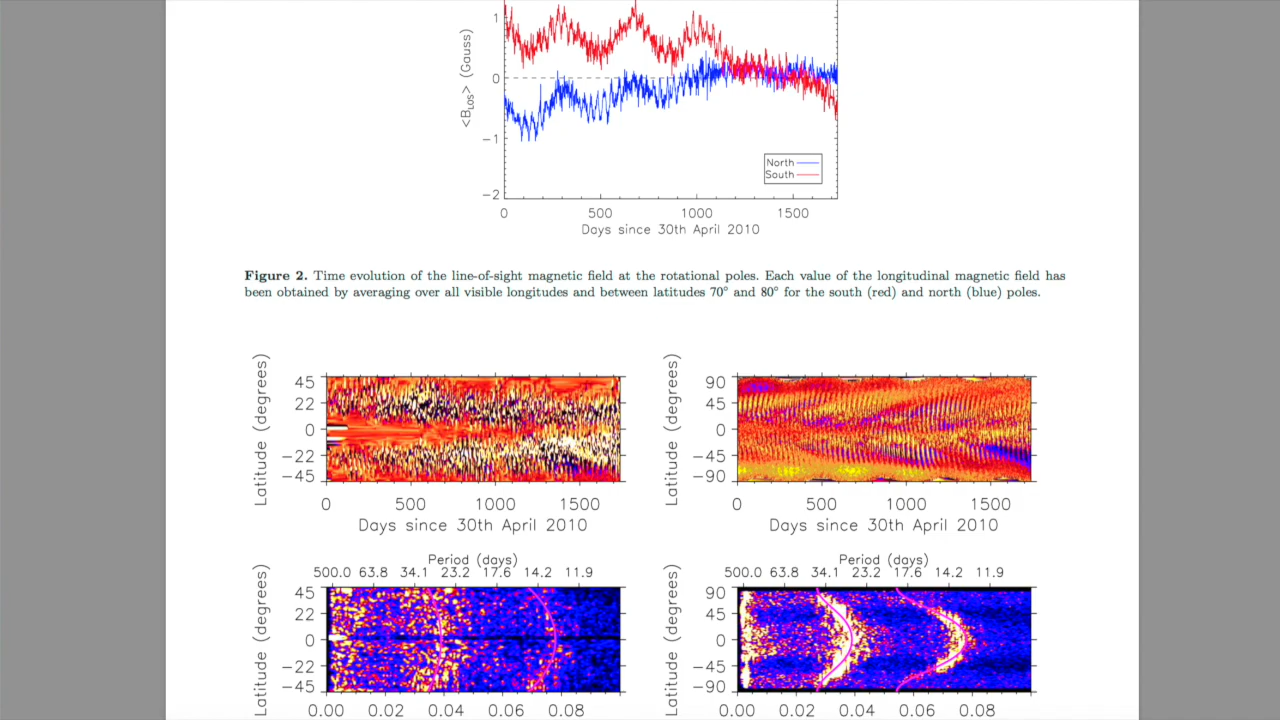 1
0
−1
−2
<B_LOS> (Gauss)
North
South
0 500 1000 1500
Days since 30th April 2010
Figure 2. Time evolution of the line-of-sight magnetic field at the rotational poles. Each value of the longitudinal magnetic field has
been obtained by averaging over all visible longitudes and between latitudes 70° and 80° for the south (red) and north (blue) poles.
Latitude (degrees)
45
22
0
−22
−45
0 500 1000 1500
Days since 30th April 2010
Latitude (degrees)
90
45
0
−45
−90
0 500 1000 1500
Days since 30th April 2010
Period (days)
500.0 63.8 34.1 23.2 17.6 14.2 11.9
Latitude (degrees)
45
22
0
−22
−45
0.00 0.02 0.04 0.06 0.08
Period (days)
500.0 63.8 34.1 23.2 17.6 14.2 11.9
Latitude (degrees)
90
45
0
−45
−90
0.00 0.02 0.04 0.06 0.08